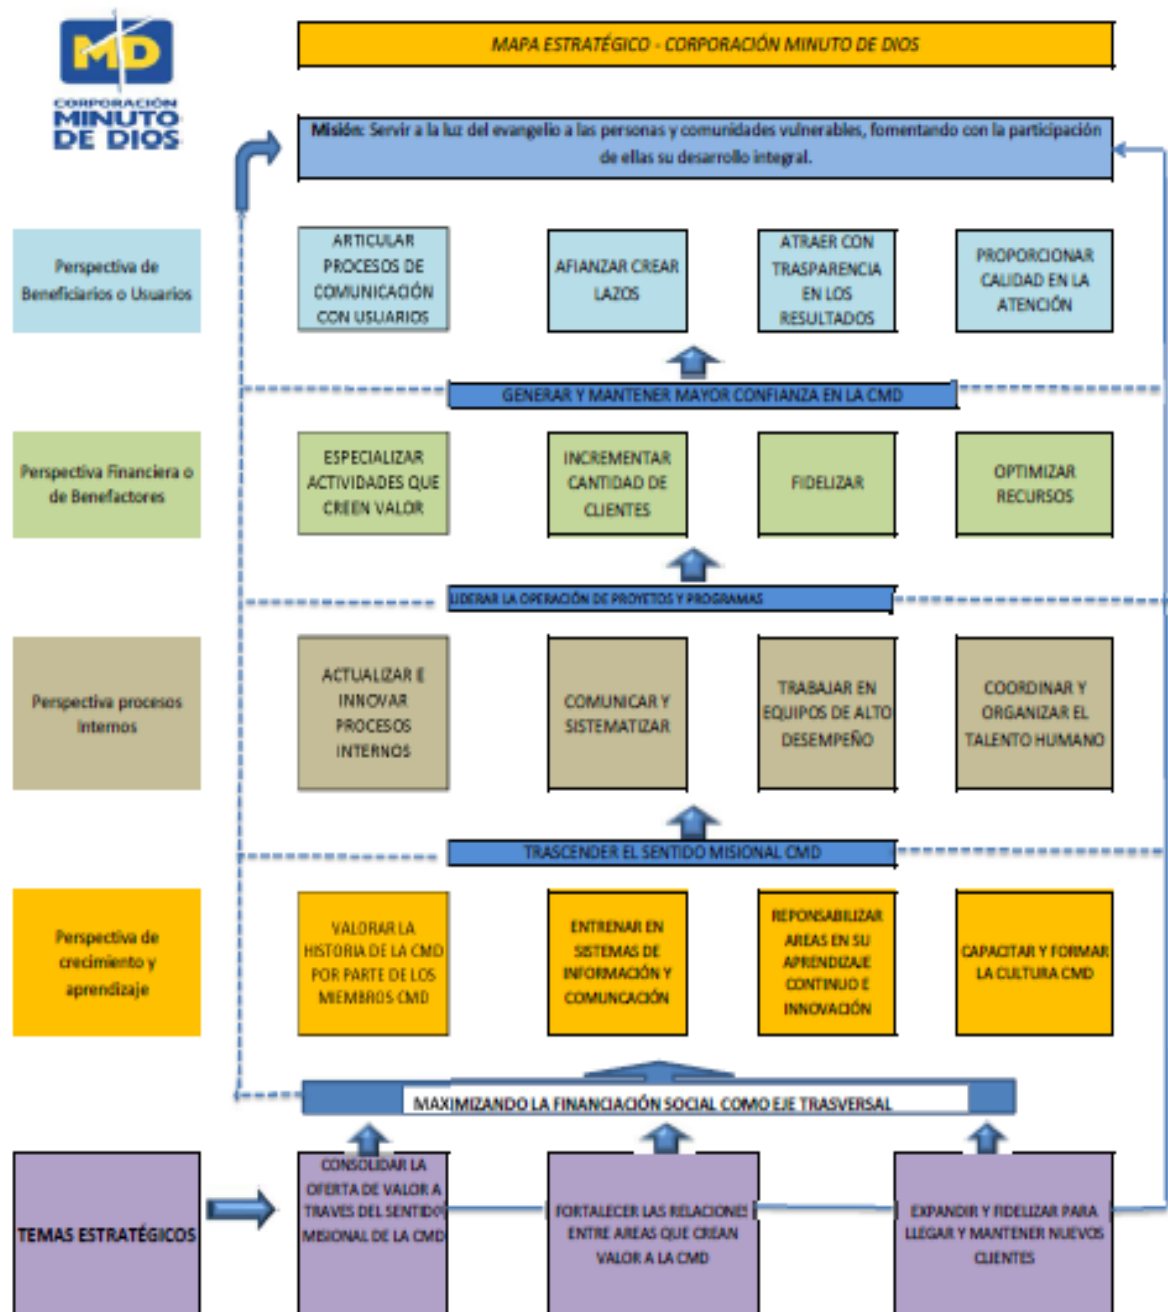 MD
CORPORACIÓN
MINUTO
DE DIOS
MAPA ESTRATÉGICO - CORPORACIÓN MINUTO DE DIOS
Misión: Servir a la luz del evangelio a las personas y comunidades vulnerables, fomentando con la participación
de ellas su desarrollo integral.
Perspectiva de
Beneficiarios o Usuarios
ARTICULAR
PROCESOS DE
COMUNICACIÓN
CON USUARIOS
AFIANZAR CREAR
LAZOS
ATRAER CON
TRASPARENCIA
EN LOS
RESULTADOS
PROPORCIONAR
CALIDAD EN LA
ATENCIÓN
GENERAR Y MANTENER MAYOR CONFIANZA EN LA CMD
Perspectiva Financiera o
de Benefactores
ESPECIALIZAR
ACTIVIDADES QUE
CREEN VALOR
INCREMENTAR
CANTIDAD DE
CLIENTES
FIDELIZAR
OPTIMIZAR
RECURSOS
LIDERAR LA OPERACIÓN DE PROYETOS Y PROGRAMAS
Perspectiva procesos
Internos
ACTUALIZAR E
INNOVAR
PROCESOS
INTERNOS
COMUNICAR Y
SISTEMATIZAR
TRABAJAR EN
EQUIPOS DE ALTO
DESEMPEÑO
COORDINAR Y
ORGANIZAR EL
TALENTO HUMANO
TRASCENDER EL SENTIDO MISIONAL CMD
Perspectiva de
crecimiento y
aprendizaje
VALORAR LA
HISTORIA DE LA CMD
POR PARTE DE LOS
MIEMBROS CMD
ENTRENAR EN
SISTEMAS DE
INFORMACIÓN Y
COMUNCACIÓN
REPONSABILIZAR
AREAS EN SU
APRENDIZAJE
CONTINUO E
INNOVACIÓN
CAPACITAR Y FORMAR
LA CULTURA CMD
MAXIMIZANDO LA FINANCIACIÓN SOCIAL COMO EJE TRASVERSAL
TEMAS ESTRATÉGICOS
CONSOLIDAR LA
OFERTA DE VALOR A
TRAVES DEL SENTIDO
MISIONAL DE LA CMD
FORTALECER LAS RELACIONES
ENTRE AREAS QUE CREAN
VALOR A LA CMD
EXPANDIR Y FIDELIZAR PARA
LLEGAR Y MANTENER NUEVOS
CLIENTES